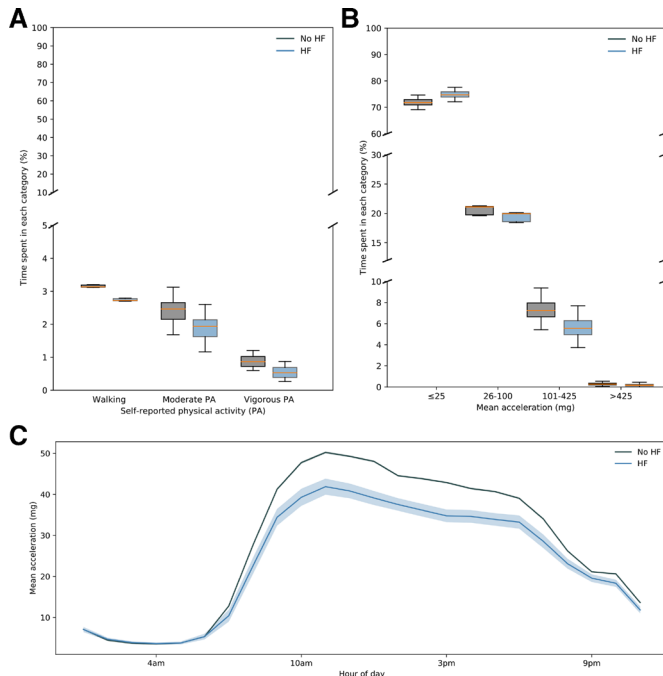 A
No HF
HF
Time spent in each category (%)
100
90
80
70
60
50
40
30
20
10
5
4
3
2
1
0
Walking
Moderate PA
Vigorous PA
Self-reported physical activity (PA)
B
No HF
HF
Time spent in each category (%)
100
90
80
70
60
30
25
20
15
10
8
6
4
2
0
≤25
26-100
101-425
>425
Mean acceleration (mg)
C
No HF
HF
Mean acceleration (mg)
50
40
30
20
10
4am
10am
3pm
9pm
Hour of day